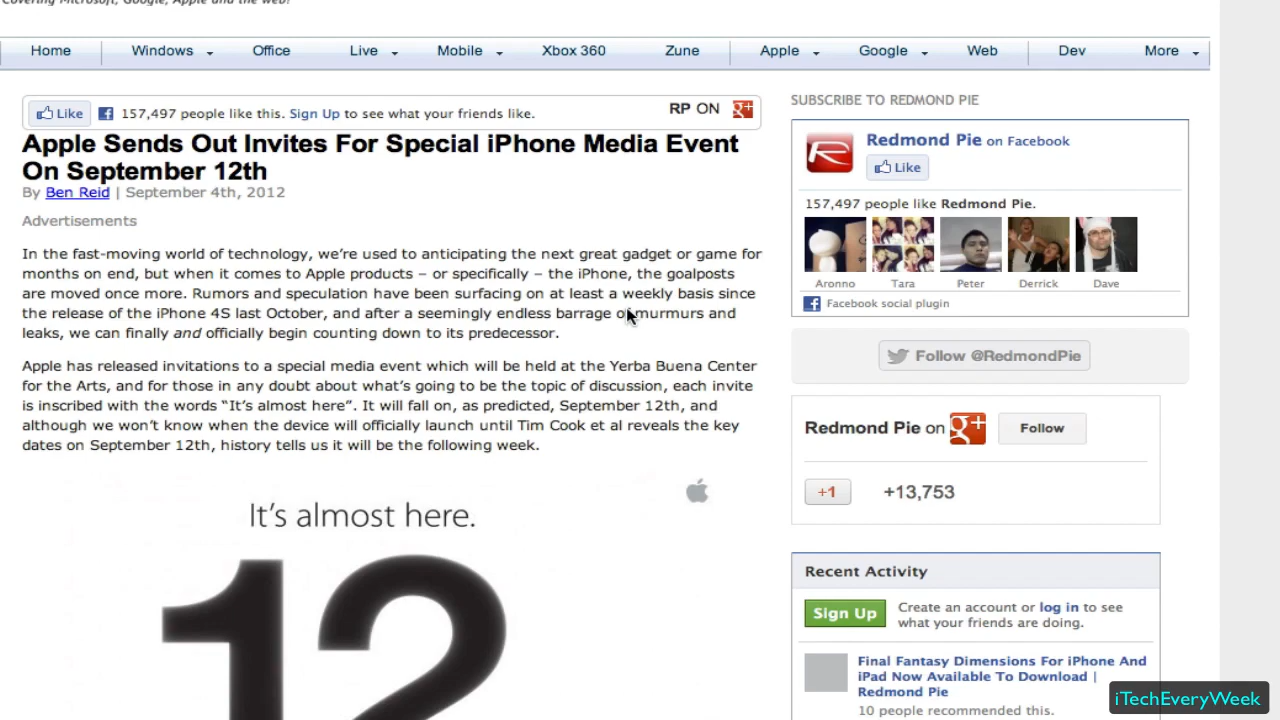 Covering Microsoft, Google, Apple and the web!
Home Windows Office Live Mobile Xbox 360 Zune Apple Google Web Dev More
Like 157,497 people like this. Sign Up to see what your friends like. RP ON g+
Apple Sends Out Invites For Special iPhone Media Event
On September 12th
By Ben Reid | September 4th, 2012
Advertisements
In the fast-moving world of technology, we’re used to anticipating the next great gadget or game for
months on end, but when it comes to Apple products – or specifically – the iPhone, the goalposts
are moved once more. Rumors and speculation have been surfacing on at least a weekly basis since
the release of the iPhone 4S last October, and after a seemingly endless barrage of murmurs and
leaks, we can finally and officially begin counting down to its predecessor.
Apple has released invitations to a special media event which will be held at the Yerba Buena Center
for the Arts, and for those in any doubt about what’s going to be the topic of discussion, each invite
is inscribed with the words “It’s almost here”. It will fall on, as predicted, September 12th, and
although we won’t know when the device will officially launch until Tim Cook et al reveals the key
dates on September 12th, history tells us it will be the following week.
It’s almost here.
12
SUBSCRIBE TO REDMOND PIE
Redmond Pie on Facebook
Like
157,497 people like Redmond Pie.
Aronno Tara Peter Derrick Dave
Facebook social plugin
Follow @RedmondPie
Redmond Pie on g+ Follow
+1 +13,753
Recent Activity
Sign Up Create an account or log in to see
what your friends are doing.
Final Fantasy Dimensions For iPhone And
iPad Now Available To Download |
Redmond Pie
10 people recommended this.
iTechEveryWeek